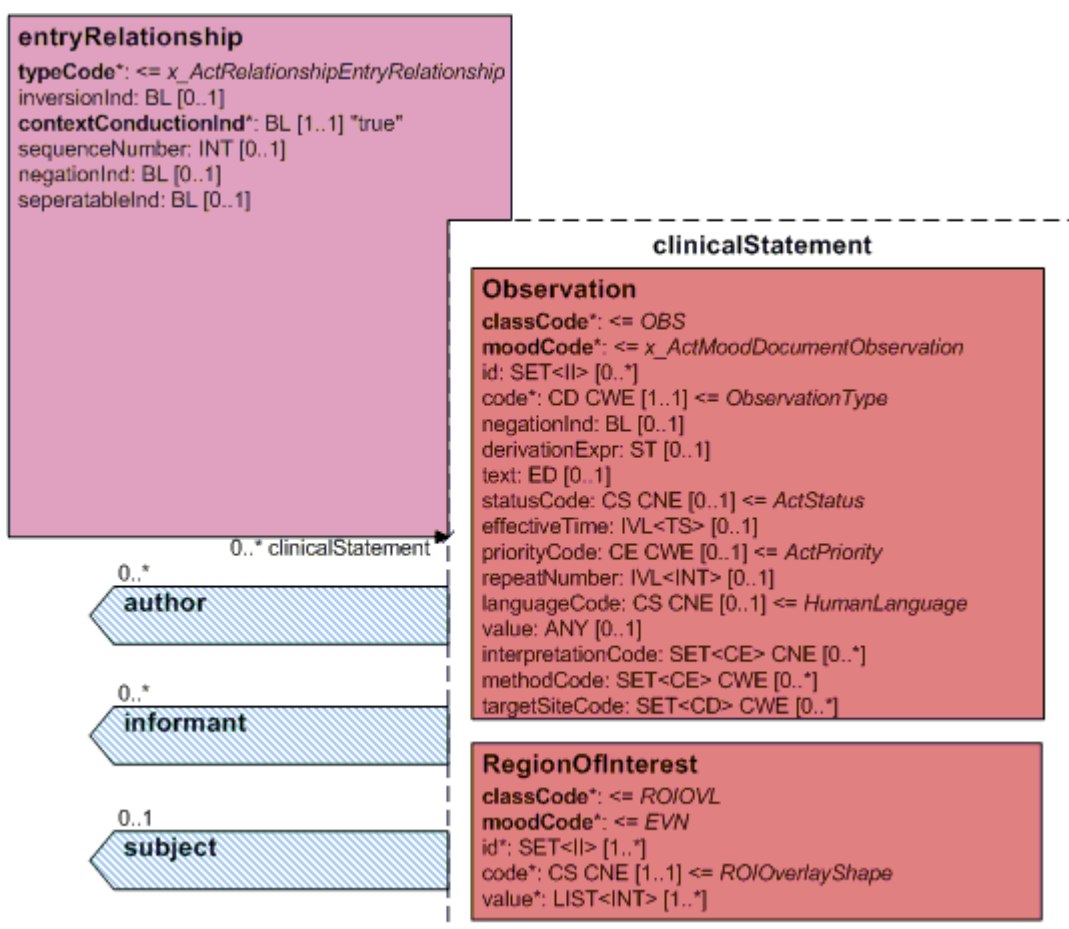 entryRelationship
typeCode*: <= x_ActRelationshipEntryRelationship
inversionInd: BL [0..1]
contextConductionInd*: BL [1..1] "true"
sequenceNumber: INT [0..1]
negationInd: BL [0..1]
seperatableInd: BL [0..1]
clinicalStatement
Observation
classCode*: <= OBS
moodCode*: <= x_ActMoodDocumentObservation
id: SET<II> [0..*]
code*: CD CWE [1..1] <= ObservationType
negationInd: BL [0..1]
derivationExpr: ST [0..1]
text: ED [0..1]
statusCode: CS CNE [0..1] <= ActStatus
effectiveTime: IVL<TS> [0..1]
priorityCode: CE CWE [0..1] <= ActPriority
repeatNumber: IVL<INT> [0..1]
languageCode: CS CNE [0..1] <= HumanLanguage
value: ANY [0..1]
interpretationCode: SET<CE> CNE [0..*]
methodCode: SET<CE> CWE [0..*]
targetSiteCode: SET<CD> CWE [0..*]
0..* clinicalStatement
0..*
author
0..*
informant
0..1
subject
RegionOfInterest
classCode*: <= ROIOVL
moodCode*: <= EVN
id*: SET<II> [1..*]
code*: CS CNE [1..1] <= ROIOverlayShape
value*: LIST<INT> [1..*]